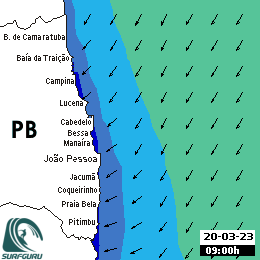 B. de Camaratuba
Baía da Traição
Campina
Lucena
Cabedelo
PB
Bessa
Manaíra
João Pessoa
Jacumã
Coqueirinho
Praia Bela
Pitimbu
20-03-23
09:00h
SURFGURU